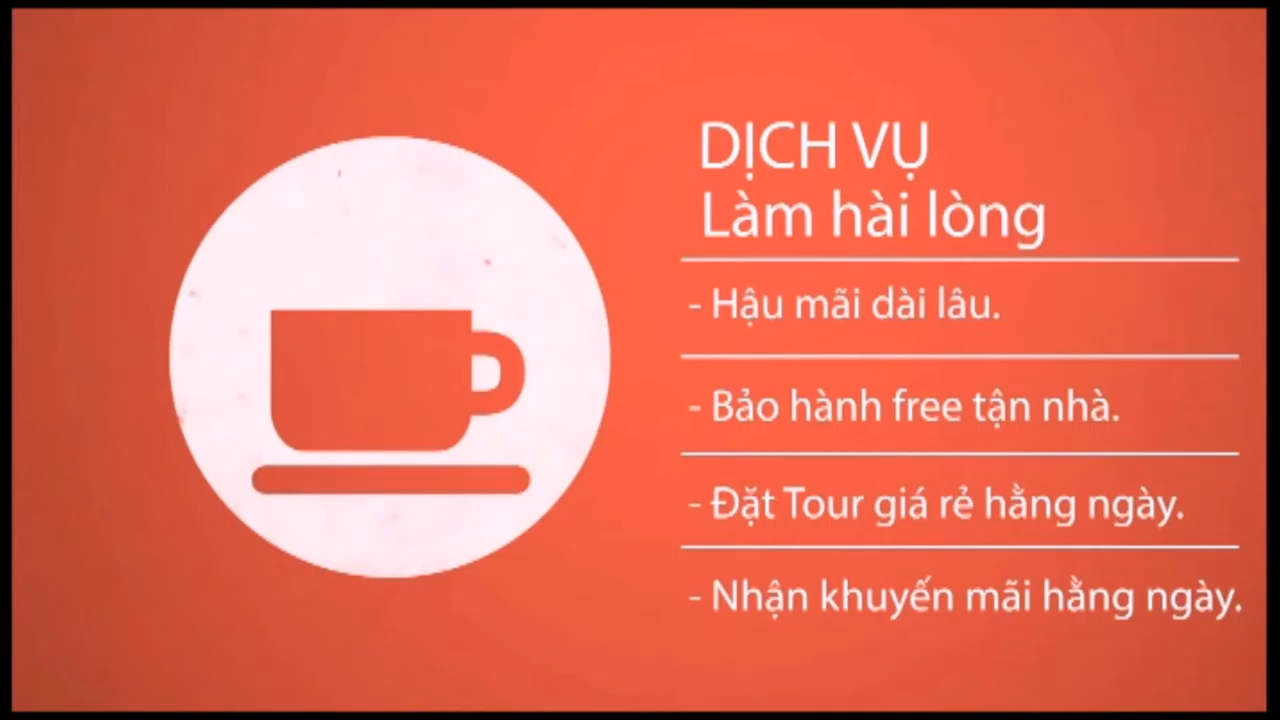 DỊCH VỤ
Làm hài lòng
- Hậu mãi dài lâu.
- Bảo hành free tận nhà.
- Đặt Tour giá rẻ hằng ngày.
- Nhận khuyến mãi hằng ngày.